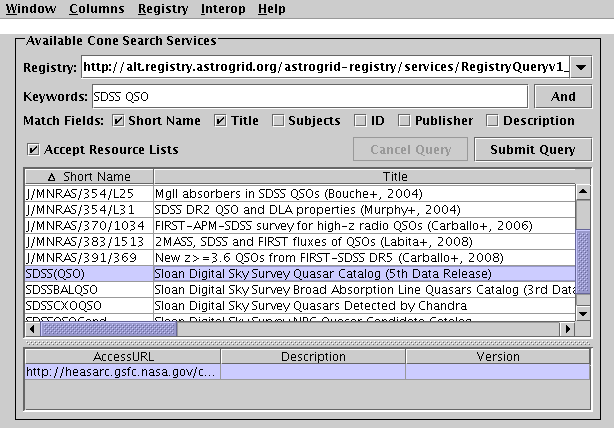 Window Columns Registry Interop Help
Available Cone Search Services
Registry: http://alt.registry.astrogrid.org/astrogrid-registry/services/RegistryQueryv1_
Keywords: SDSS QSO And
Match Fields: Short Name Title Subjects ID Publisher Description
Accept Resource Lists Cancel Query Submit Query
Short Name Title
J/MNRAS/354/L25 MgII absorbers in SDSS QSOs (Bouche+, 2004)
J/MNRAS/354/L31 SDSS DR2 QSO and DLA properties (Murphy+, 2004)
J/MNRAS/370/1034 FIRST-APM-SDSS survey for high-z radio QSOs (Carballo+, 2006)
J/MNRAS/383/1513 2MASS, SDSS and FIRST fluxes of QSOs (Labita+, 2008)
J/MNRAS/391/369 New z>=3.6 QSOs from FIRST-SDSS DR5 (Carballo+, 2008)
SDSS(QSO) Sloan Digital Sky Survey Quasar Catalog (5th Data Release)
SDSSBALQSO Sloan Digital Sky Survey Broad Absorption Line Quasars Catalog (3rd Data
SDSSCXOQSO Sloan Digital Sky Survey Quasars Detected by Chandra
SDSSQSOCand Sloan Digital Sky Survey NBC Quasar Candidate Catalog
AccessURL Description Version
http://heasarc.gsfc.nasa.gov/c...